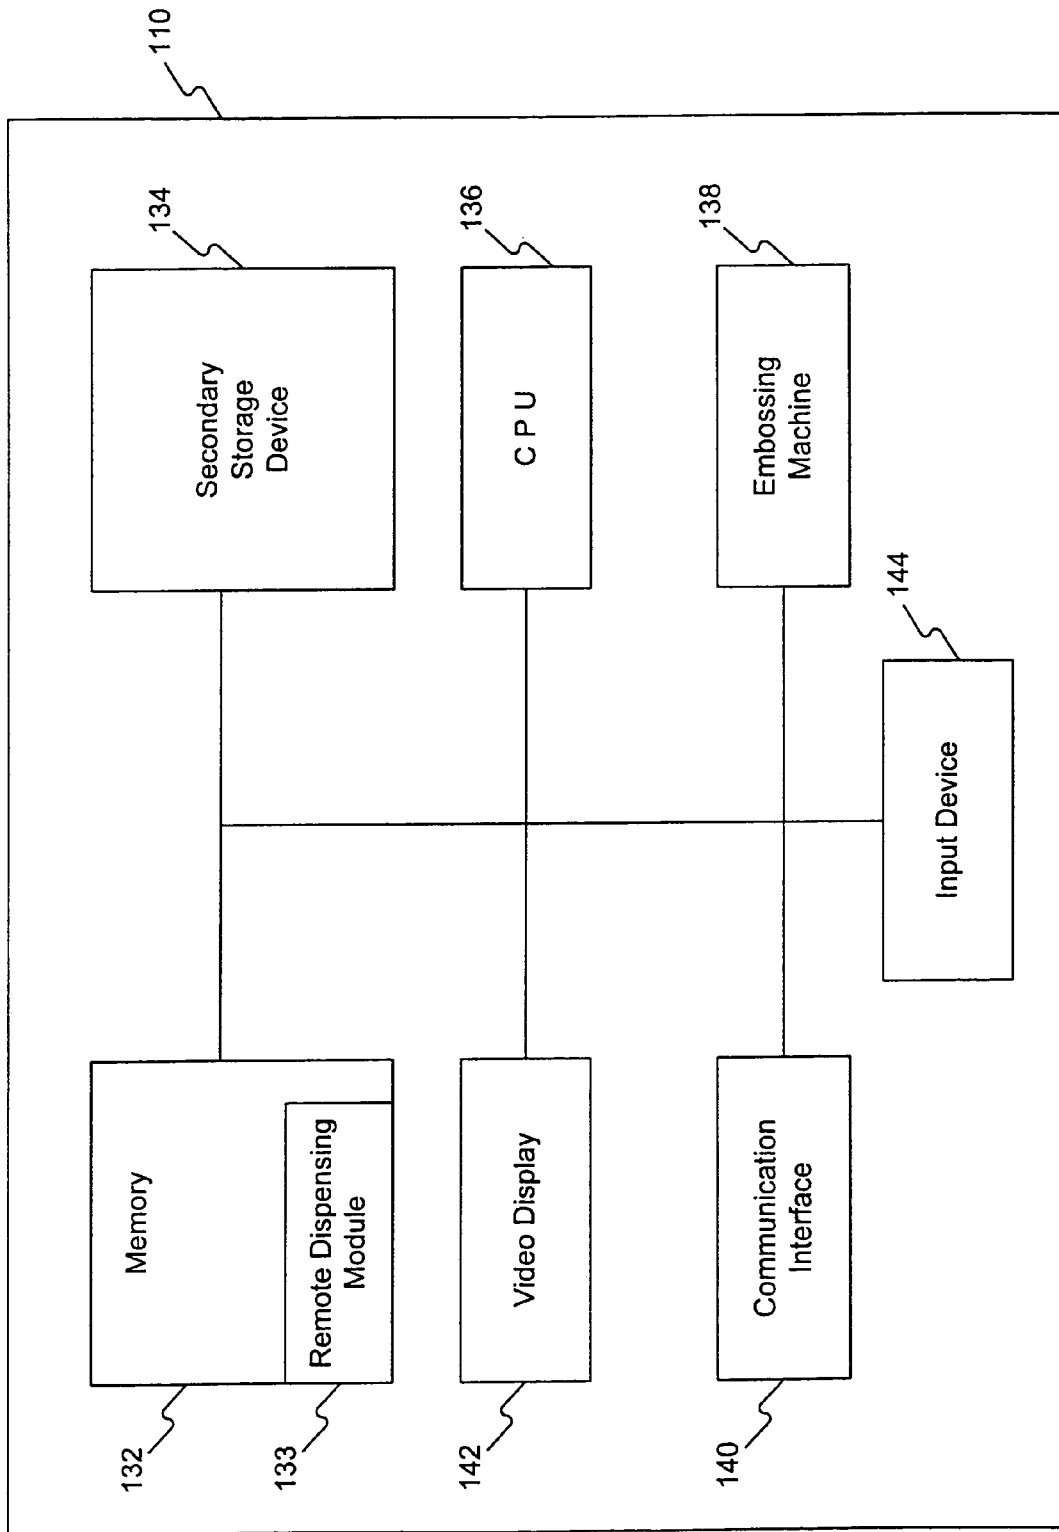 110
132
Memory
133
Remote Dispensing
Module
134
Secondary
Storage
Device
142
Video Display
136
C P U
140
Communication
Interface
138
Embossing
Machine
144
Input Device